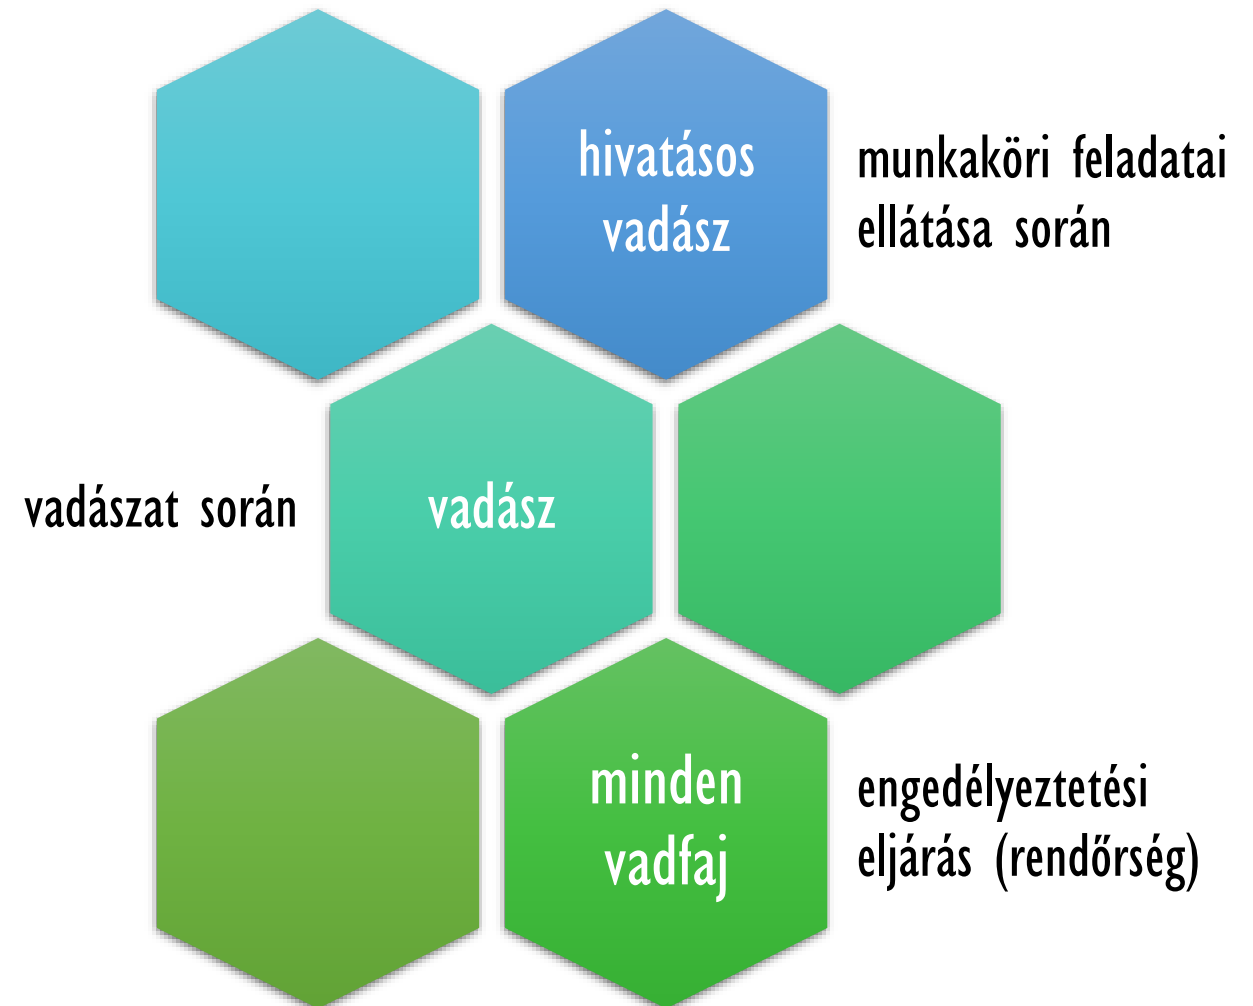 hivatásos
vadász
munkaköri feladatai
ellátása során
vadászat során
vadász
minden
vadfaj
engedélyeztetési
eljárás (rendőrség)